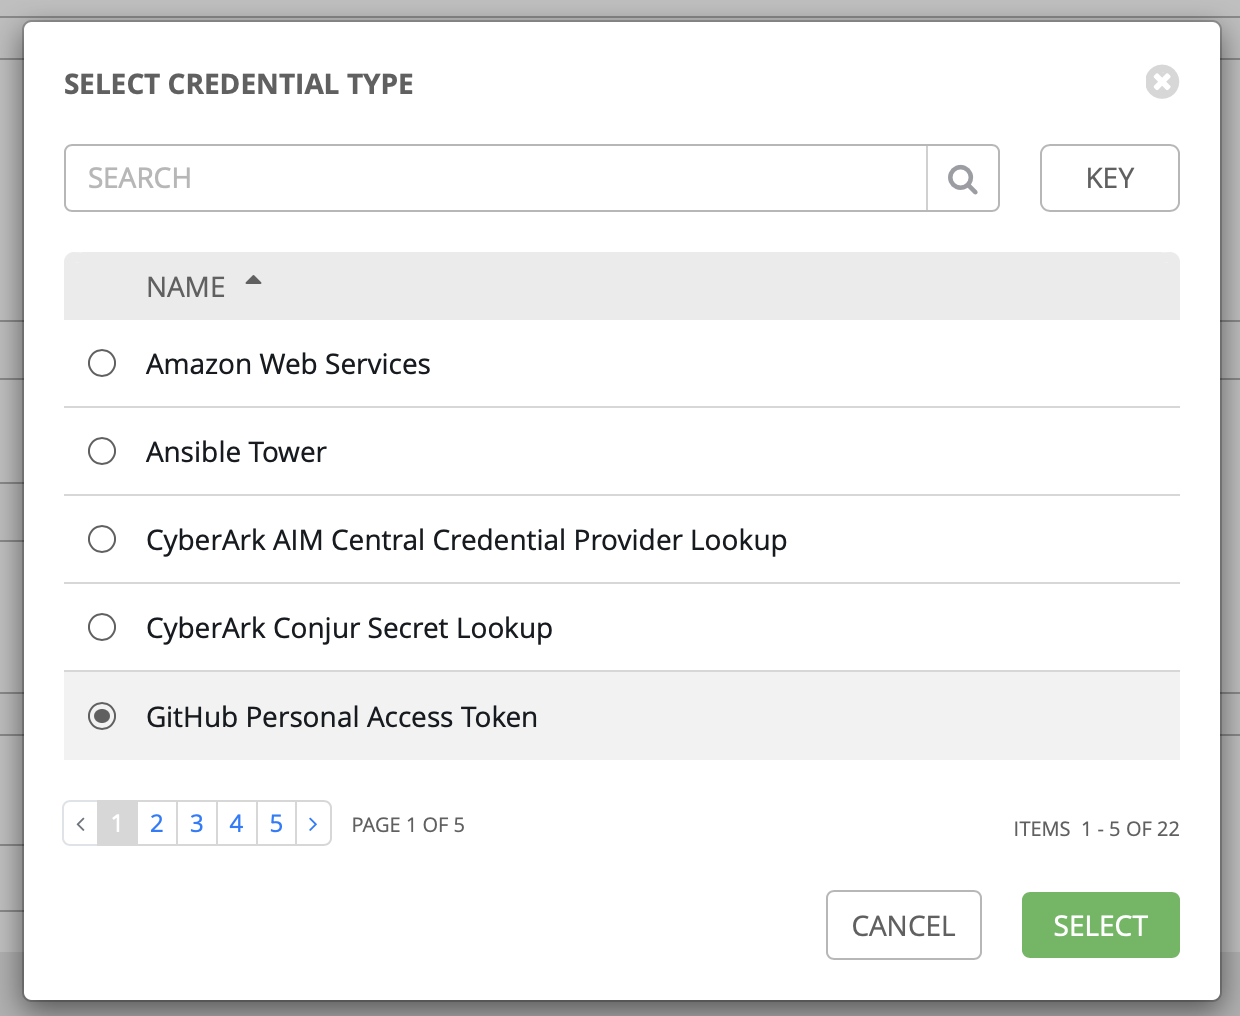 SELECT CREDENTIAL TYPE
SEARCH
KEY
NAME
Amazon Web Services
Ansible Tower
CyberArk AIM Central Credential Provider Lookup
CyberArk Conjur Secret Lookup
GitHub Personal Access Token
< 1 2 3 4 5 > PAGE 1 OF 5
ITEMS 1 - 5 OF 22
CANCEL
SELECT